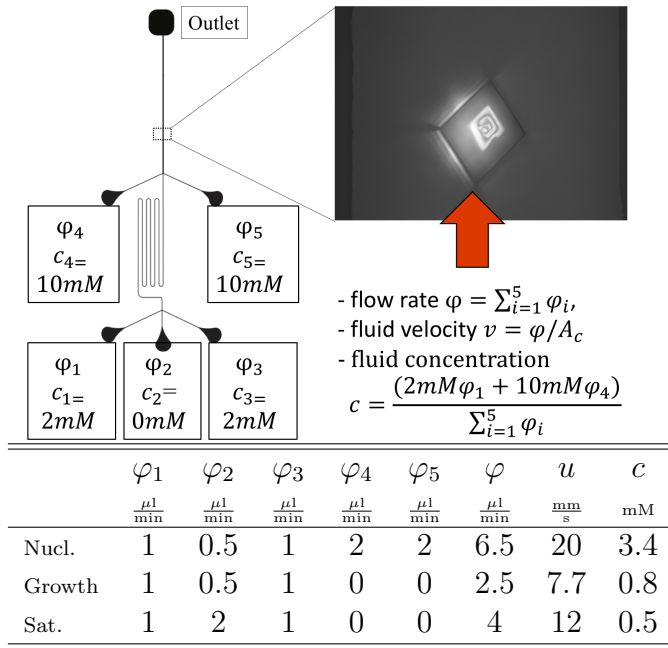 Outlet
φ₄
c₄₌
10mM
φ₅
c₅₌
10mM
φ₁
c₁₌
2mM
φ₂
c₂=
0mM
φ₃
c₃₌
2mM
- flow rate φ = ∑⁵ᵢ₌₁ φᵢ,
- fluid velocity v = φ/A_c
- fluid concentration
c = (2mMφ₁ + 10mMφ₄) / ∑⁵ᵢ₌₁ φᵢ
φ₁ φ₂ φ₃ φ₄ φ₅ φ u c
μl/min μl/min μl/min μl/min μl/min μl/min mm/s mM
Nucl. 1 0.5 1 2 2 6.5 20 3.4
Growth 1 0.5 1 0 0 2.5 7.7 0.8
Sat. 1 2 1 0 0 4 12 0.5